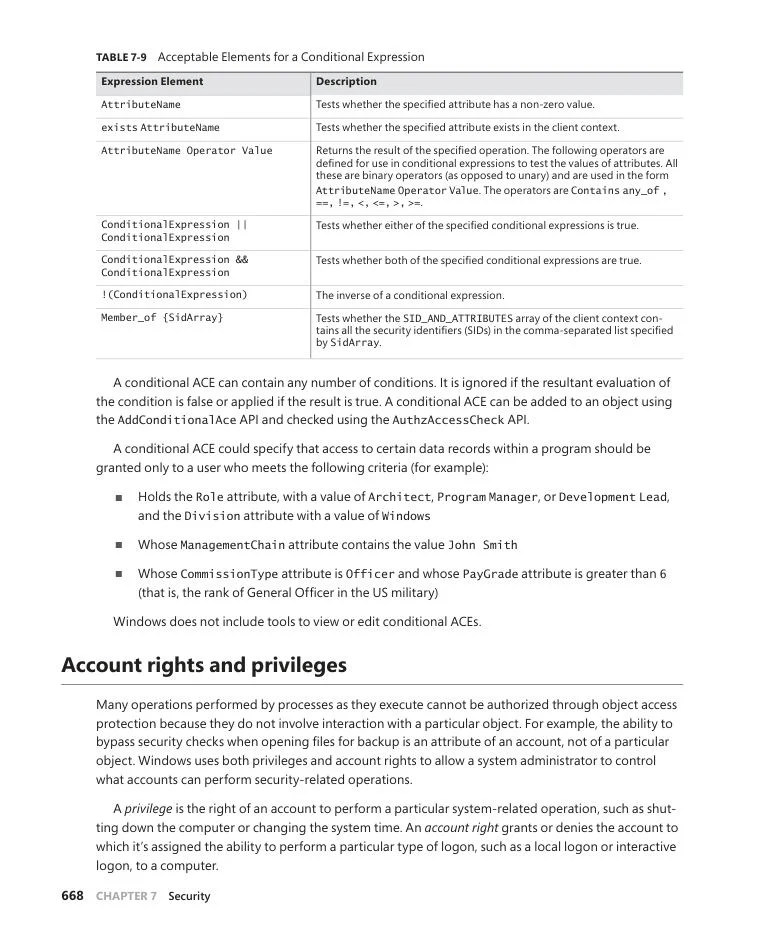 TABLE 7-9 Acceptable Elements for a Conditional Expression
Expression Element Description
AttributeName Tests whether the specified attribute has a non-zero value.
exists AttributeName Tests whether the specified attribute exists in the client context.
AttributeName Operator Value Returns the result of the specified operation. The following operators are
defined for use in conditional expressions to test the values of attributes. All
these are binary operators (as opposed to unary) and are used in the form
AttributeName Operator Value. The operators are Contains any_of ,
==, !=, <, <=, >, >=.
ConditionalExpression || Tests whether either of the specified conditional expressions is true.
ConditionalExpression
ConditionalExpression && Tests whether both of the specified conditional expressions are true.
ConditionalExpression
!(ConditionalExpression) The inverse of a conditional expression.
Member_of {SidArray} Tests whether the SID_AND_ATTRIBUTES array of the client context con-
tains all the security identifiers (SIDs) in the comma-separated list specified
by SidArray.
A conditional ACE can contain any number of conditions. It is ignored if the resultant evaluation of
the condition is false or applied if the result is true. A conditional ACE can be added to an object using
the AddConditionalAce API and checked using the AuthzAccessCheck API.
A conditional ACE could specify that access to certain data records within a program should be
granted only to a user who meets the following criteria (for example):
■ Holds the Role attribute, with a value of Architect, Program Manager, or Development Lead,
and the Division attribute with a value of Windows
■ Whose ManagementChain attribute contains the value John Smith
■ Whose CommissionType attribute is Officer and whose PayGrade attribute is greater than 6
(that is, the rank of General Officer in the US military)
Windows does not include tools to view or edit conditional ACEs.
Account rights and privileges
Many operations performed by processes as they execute cannot be authorized through object access
protection because they do not involve interaction with a particular object. For example, the ability to
bypass security checks when opening files for backup is an attribute of an account, not of a particular
object. Windows uses both privileges and account rights to allow a system administrator to control
what accounts can perform security-related operations.
A privilege is the right of an account to perform a particular system-related operation, such as shut-
ting down the computer or changing the system time. An account right grants or denies the account to
which it's assigned the ability to perform a particular type of logon, such as a local logon or interactive
logon, to a computer.
668 CHAPTER 7 Security